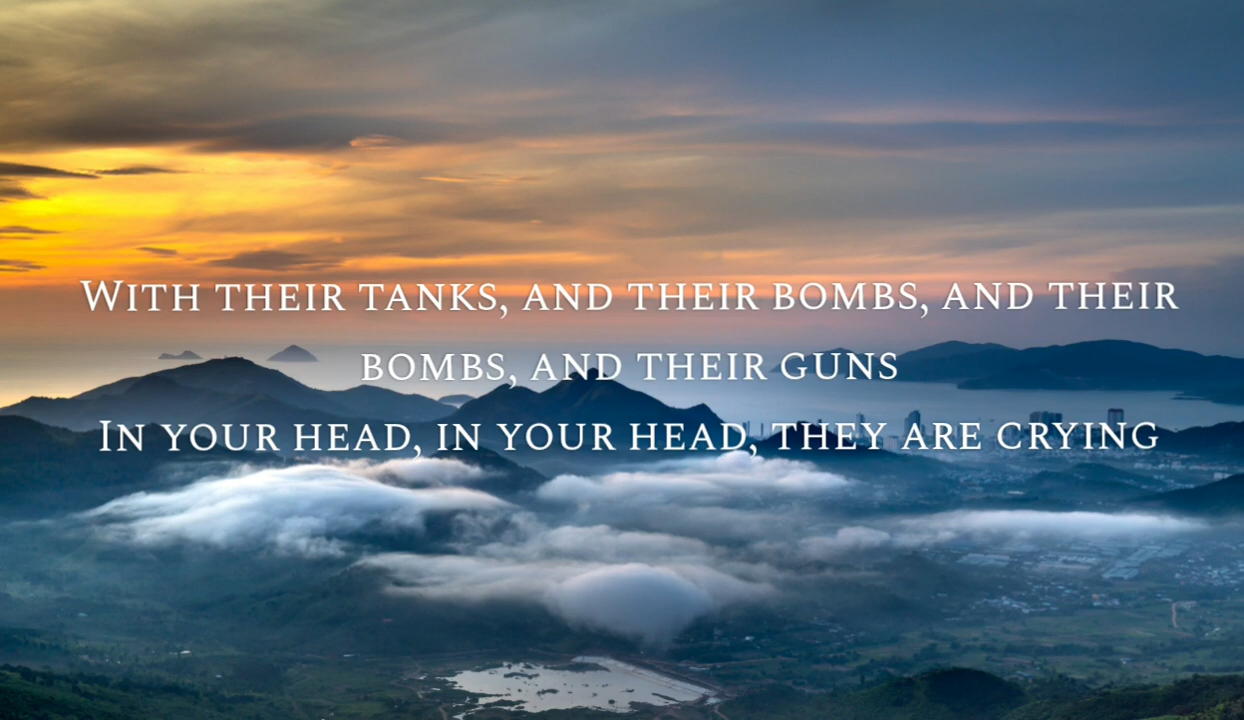 With their tanks, and their bombs, and their
bombs, and their guns
In your head, in your head, they are crying